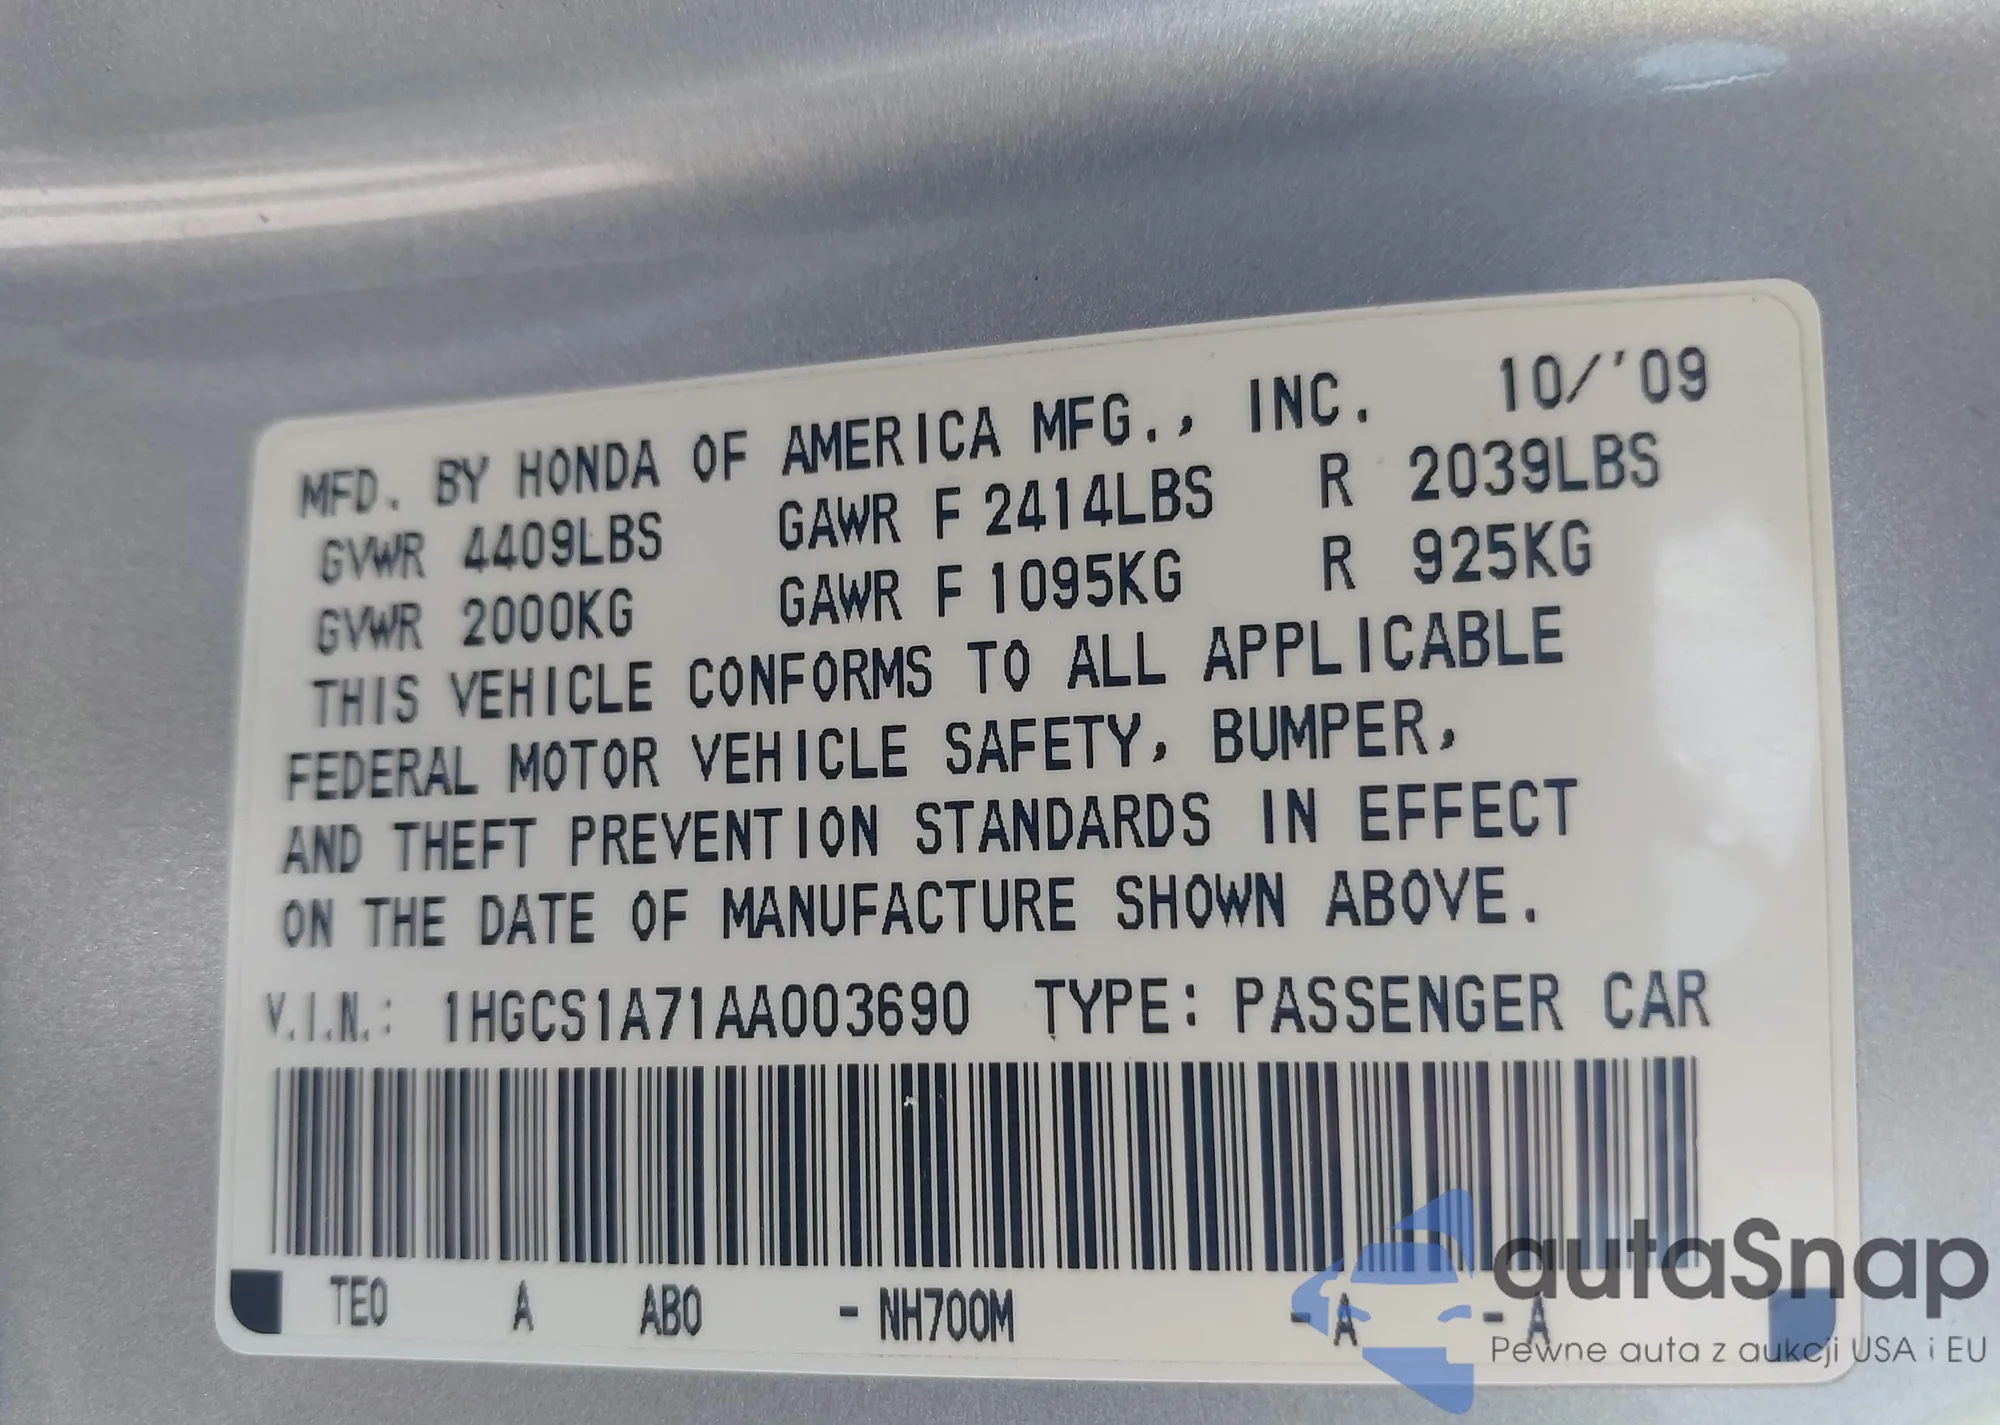 MFD. BY HONDA OF AMERICA MFG., INC. 10/'09
GVWR 4409LBS GAWR F 2414LBS R 2039LBS
GVWR 2000KG GAWR F 1095KG R 925KG
THIS VEHICLE CONFORMS TO ALL APPLICABLE
FEDERAL MOTOR VEHICLE SAFETY, BUMPER,
AND THEFT PREVENTION STANDARDS IN EFFECT
ON THE DATE OF MANUFACTURE SHOWN ABOVE.
V.I.N.: 1HGCS1A71AA003690 TYPE: PASSENGER CAR
TE0 A AB0 - NH700M - A - A
autaSnap
Pewne auta z aukcji USA i EU